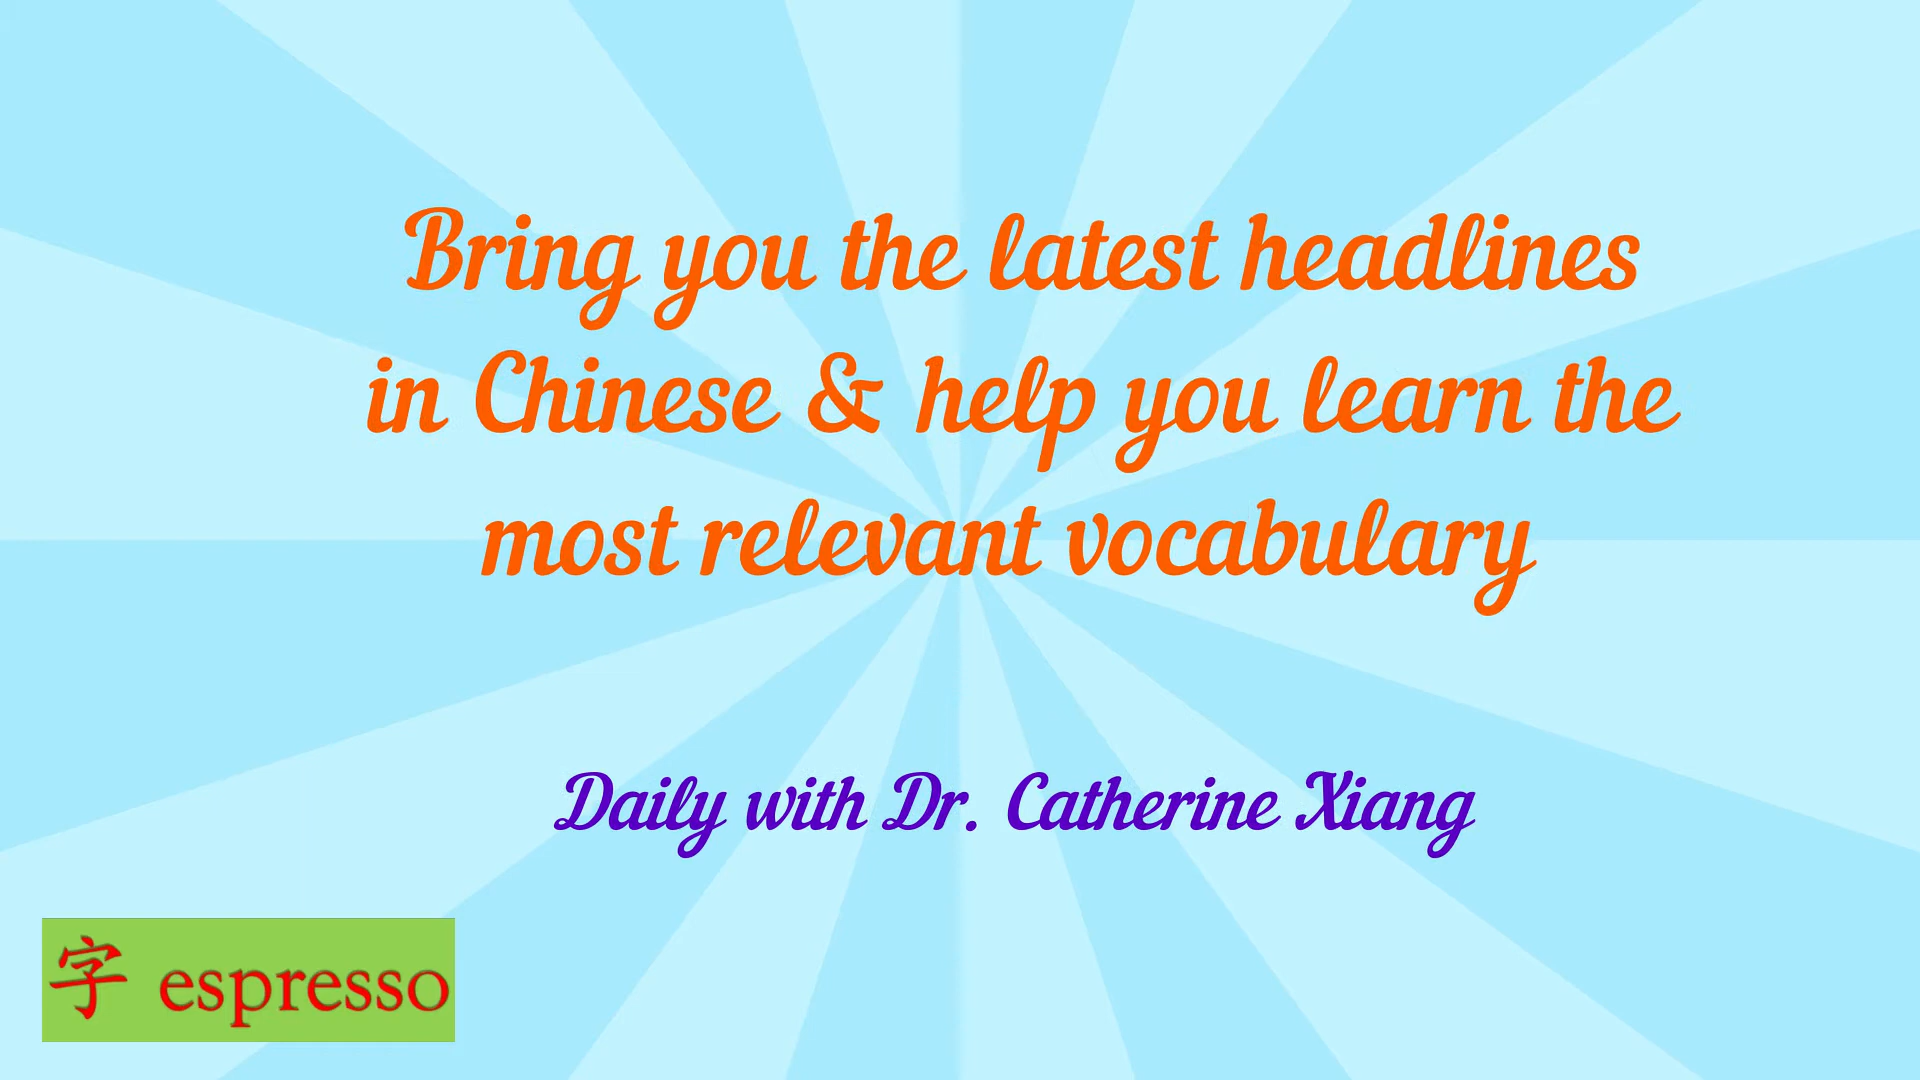 Bring you the latest headlines
in Chinese & help you learn the
most relevant vocabulary
Daily with Dr. Catherine Xiang
字 espresso